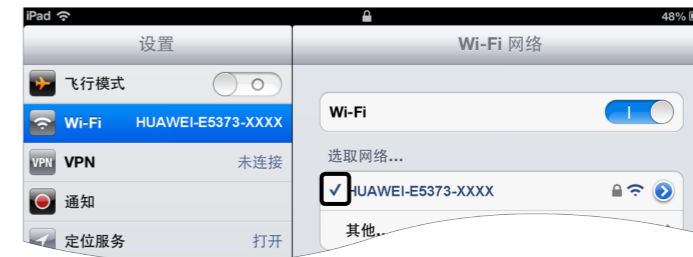 iPad 48%
设置
Wi-Fi 网络
飞行模式
Wi-Fi HUAWEI-E5373-XXXX
VPN VPN 未连接
通知
定位服务 打开
Wi-Fi
选取网络...
HUAWEI-E5373-XXXX
其他...